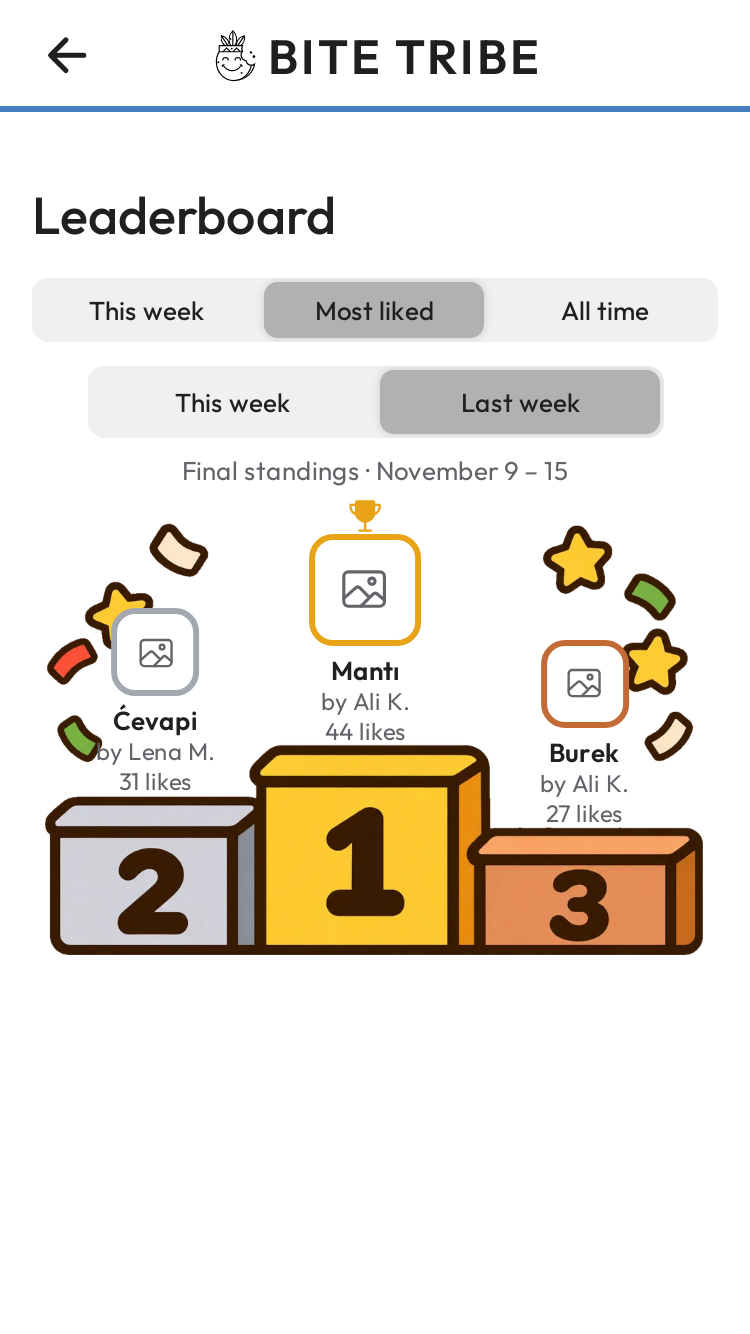 BITE TRIBE
Leaderboard
This week Most liked All time
This week Last week
Final standings · November 9 – 15
Mantı
by Ali K.
44 likes
Ćevapi
by Lena M.
31 likes
Burek
by Ali K.
27 likes
2 1 3